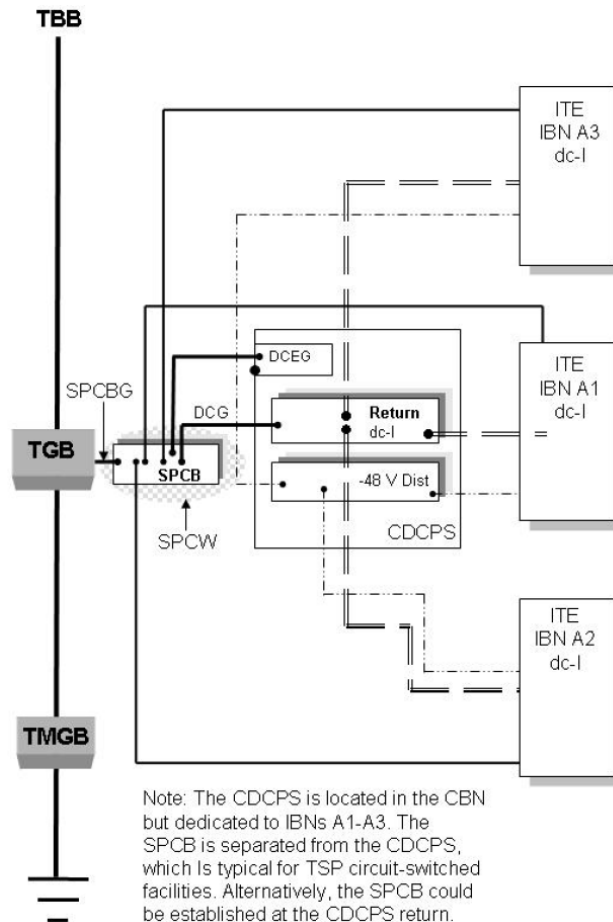 TBB
ITE
IBN A3
dc-I
DCEG
SPCBG
DCG
Return
dc-I
ITE
IBN A1
dc-I
TGB
SPCB
-48 V Dist
SPCW
CDCPS
ITE
IBN A2
dc-I
TMGB
Note: The CDCPS is located in the CBN
but dedicated to IBNs A1-A3. The
SPCB is separated from the CDCPS,
which Is typical for TSP circuit-switched
facilities. Alternatively, the SPCB could
be established at the CDCPS return.